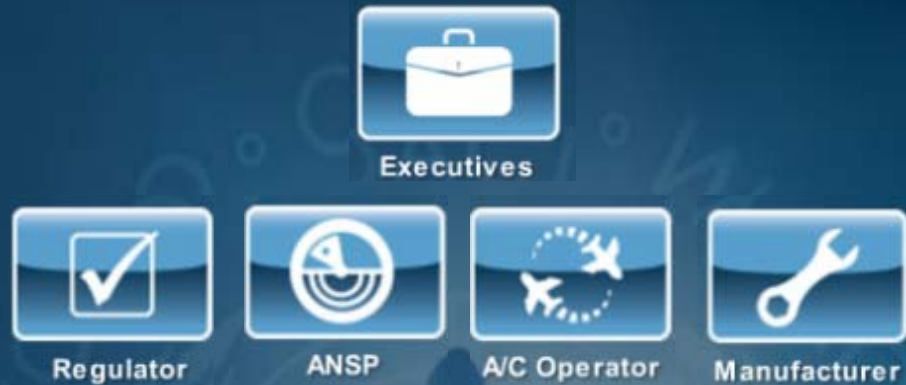 Executives
Regulator
ANSP
A/C Operator
Manufacturer